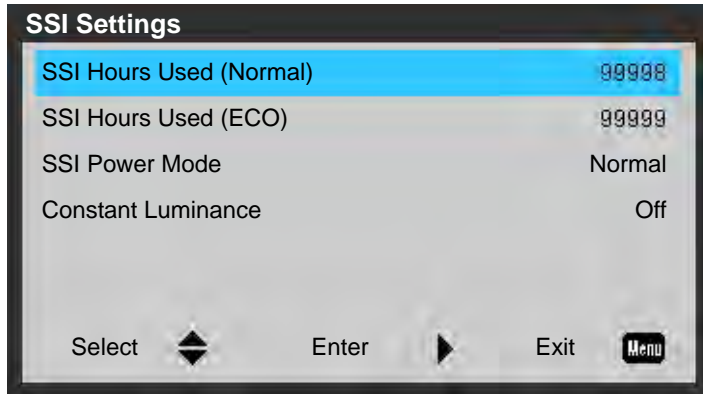 SSI Settings
SSI Hours Used (Normal) 99998
SSI Hours Used (ECO) 99999
SSI Power Mode Normal
Constant Luminance Off
Select Enter Exit Menu